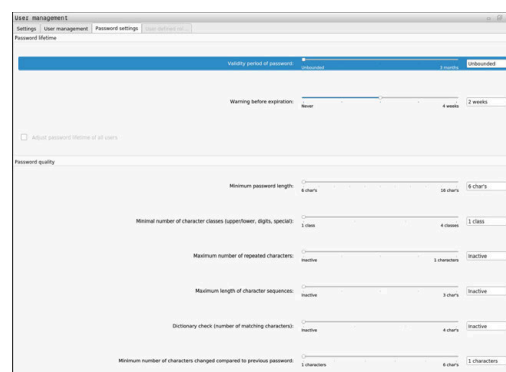 User management
Settings User management Password settings
Password lifetime
Validity period of password: Unbounded 3 months Unbounded
Warning before expiration: Never 4 weeks 2 weeks
Adjust password lifetime of all users
Password quality
Minimum password length: 6 char's 10 char's 6 char's
Minimal number of character classes (upper/lower, digits, special): 1 class 4 classes 1 class
Maximum number of repeated characters: Inactive characters Inactive
Maximum length of character sequences: Inactive 3 char's Inactive
Dictionary check (number of matching characters): Inactive 4 char's Inactive
Minimum number of characters changed compared to previous password: 1 characters 6 char's 1 characters